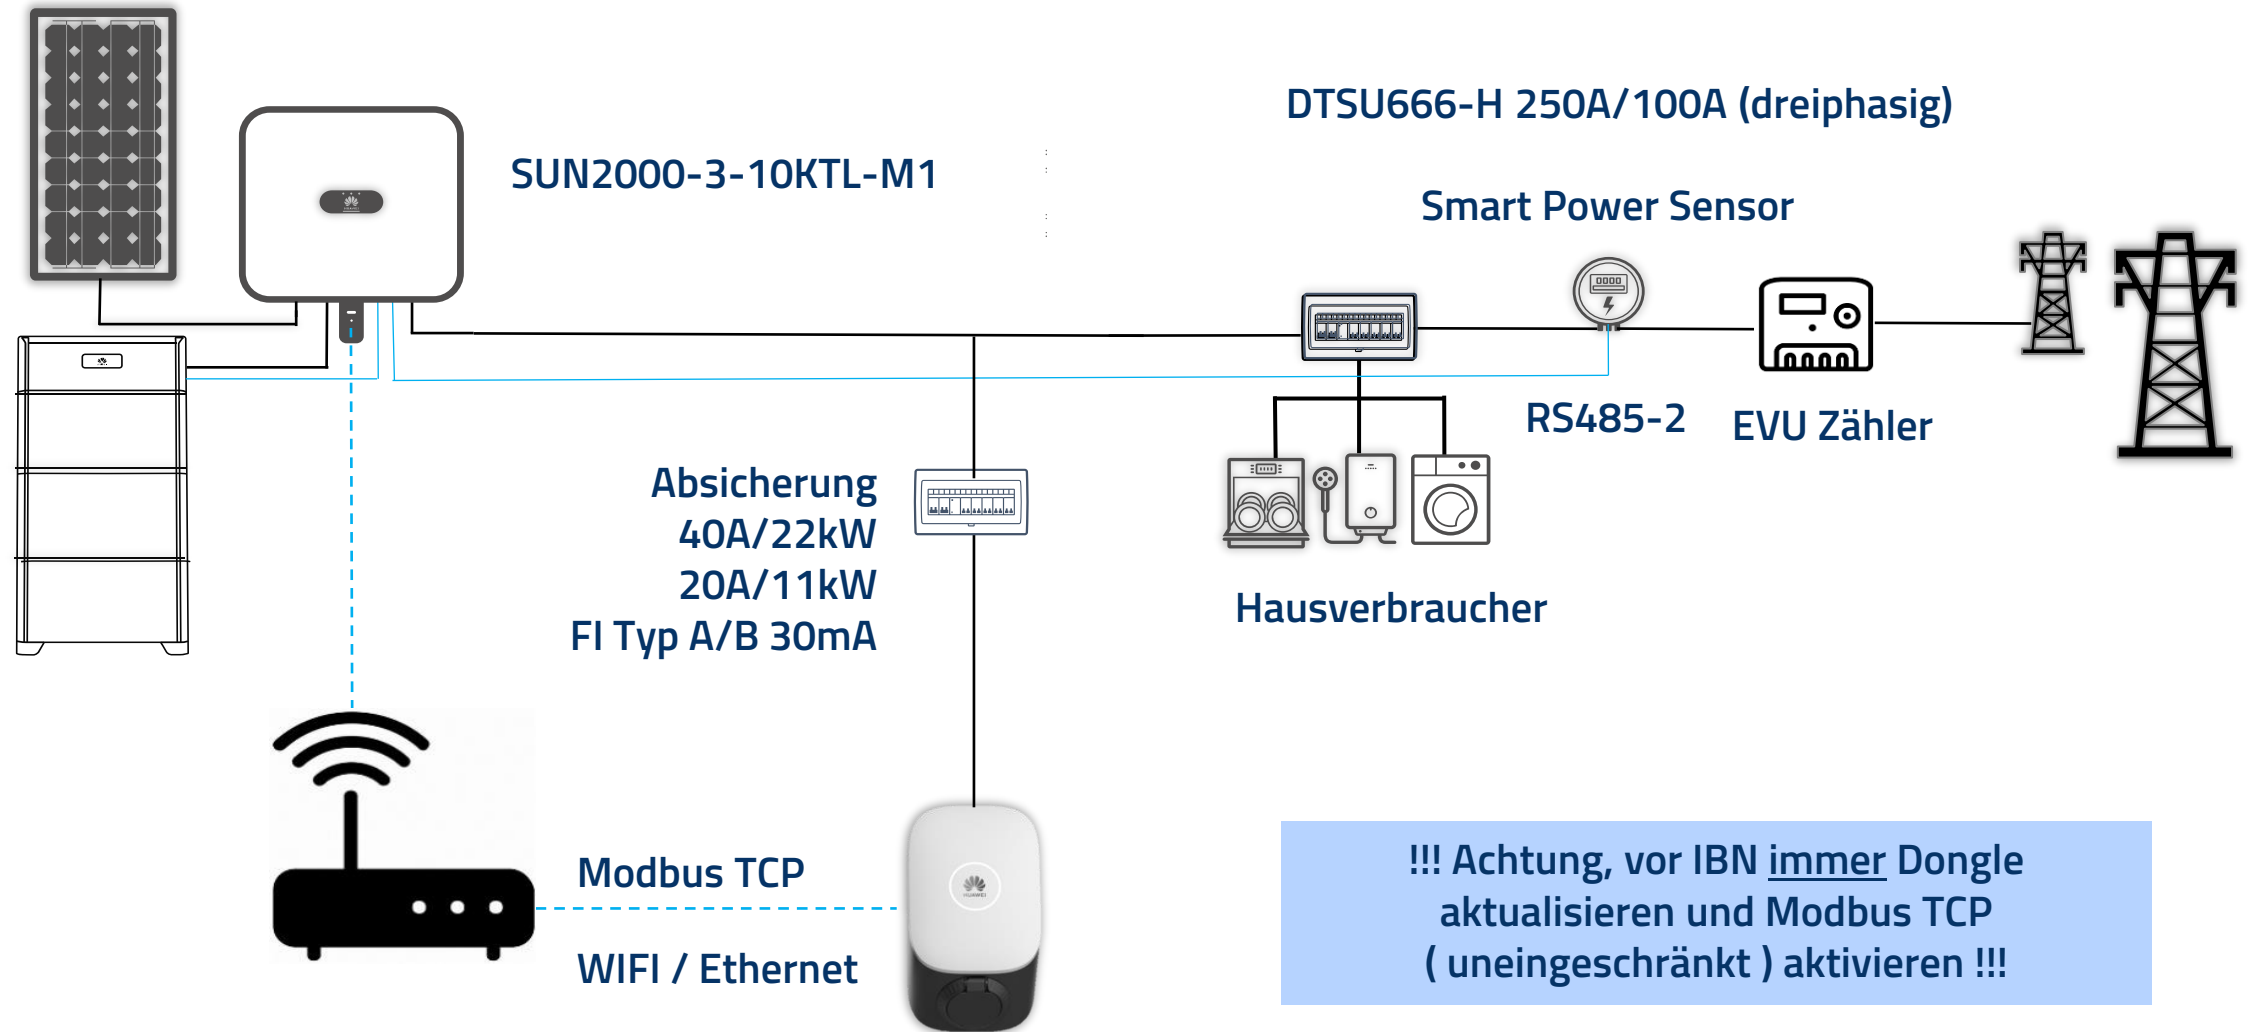 DTSU666-H 250A/100A (dreiphasig)
SUN2000-3-10KTL-M1
Smart Power Sensor
RS485-2
EVU Zähler
Absicherung
40A/22kW
20A/11kW
FI Typ A/B 30mA
Hausverbraucher
Modbus TCP
WIFI / Ethernet
HUAWEI
!!! Achtung, vor IBN immer Dongle
aktualisieren und Modbus TCP
( uneingeschränkt ) aktivieren !!!